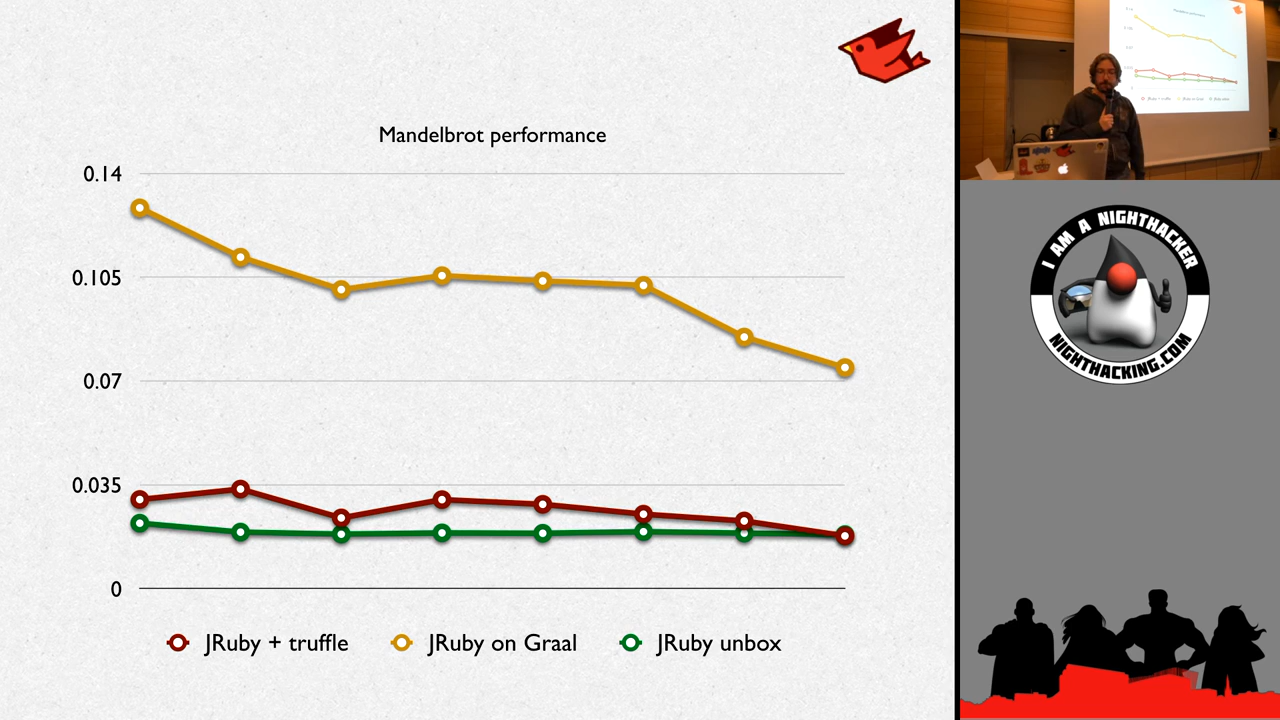 Mandelbrot performance
0.14
0.105
0.07
0.035
0
JRuby + truffle
JRuby on Graal
JRuby unbox
I AM A NIGHTHACKER
NIGHTHACKING.COM